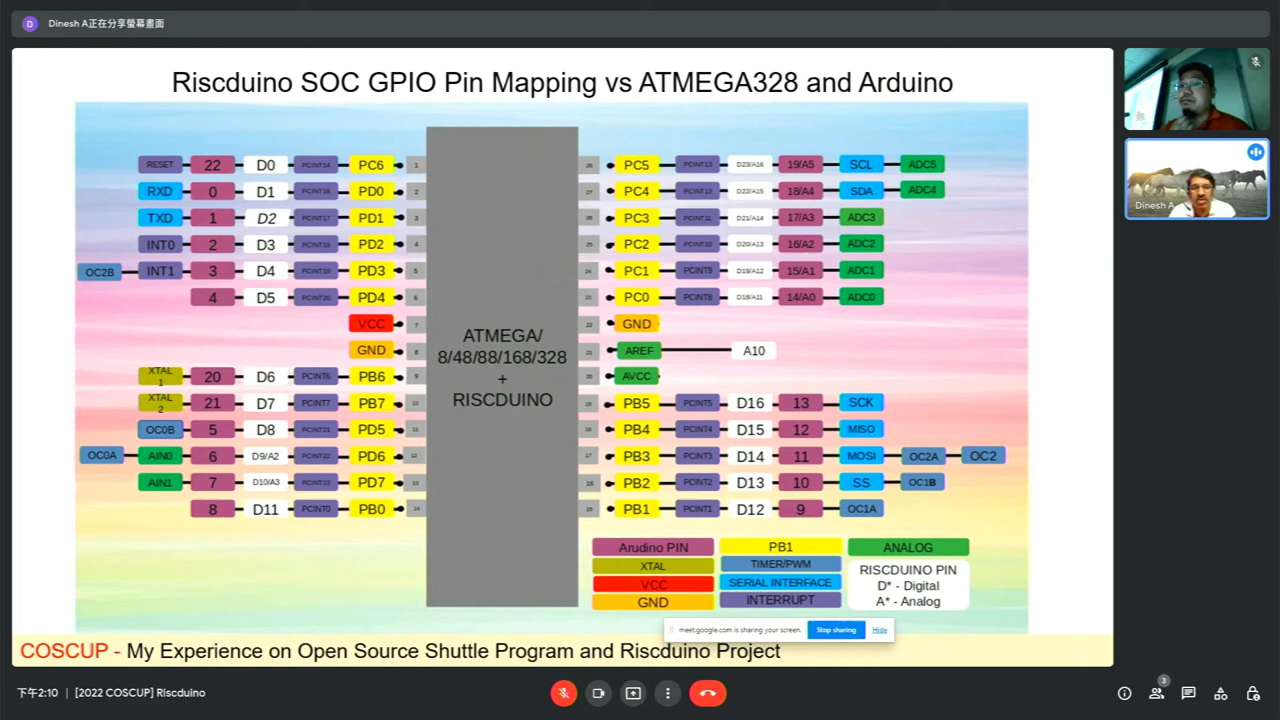 D
Dinesh A正在分享螢幕畫面
Riscduino SOC GPIO Pin Mapping vs ATMEGA328 and Arduino
RESET 22 D0 PCINT14 PC6 1
RXD 0 D1 PCINT16 PD0 2
TXD 1 D2 PCINT17 PD1 3
INT0 2 D3 PCINT18 PD2 4
OC2B INT1 3 D4 PCINT19 PD3 5
4 D5 PCINT20 PD4 6
VCC 7
GND 8
XTAL 1 20 D6 PCINT6 PB6 9
XTAL 2 21 D7 PCINT7 PB7 10
OC0B 5 D8 PCINT21 PD5 11
OC0A AIN0 6 D9/A2 PCINT22 PD6 12
AIN1 7 D10/A3 PCINT23 PD7 13
8 D11 PCINT0 PB0 14
ATMEGA/
8/48/88/168/328
+
RISCDUINO
28 PC5 PCINT13 D23/A16 19/A5 SCL ADC5
27 PC4 PCINT12 D22/A15 18/A4 SDA ADC4
26 PC3 PCINT11 D21/A14 17/A3 ADC3
25 PC2 PCINT10 D20/A13 16/A2 ADC2
24 PC1 PCINT9 D19/A12 15/A1 ADC1
23 PC0 PCINT8 D18/A11 14/A0 ADC0
22 GND
21 AREF A10
20 AVCC
19 PB5 PCINT5 D16 13 SCK
18 PB4 PCINT4 D15 12 MISO
17 PB3 PCINT3 D14 11 MOSI OC2A OC2
16 PB2 PCINT2 D13 10 SS OC1B
15 PB1 PCINT1 D12 9 OC1A
Arudino PIN PB1 ANALOG
XTAL TIMER/PWM
VCC SERIAL INTERFACE
GND INTERRUPT
RISCDUINO PIN
D* - Digital
A* - Analog
meet.google.com is sharing your screen. Stop sharing Hide
COSCUP - My Experience on Open Source Shuttle Program and Riscduino Project
Dinesh A
下午2:10 | [2022 COSCUP] Riscduino
3